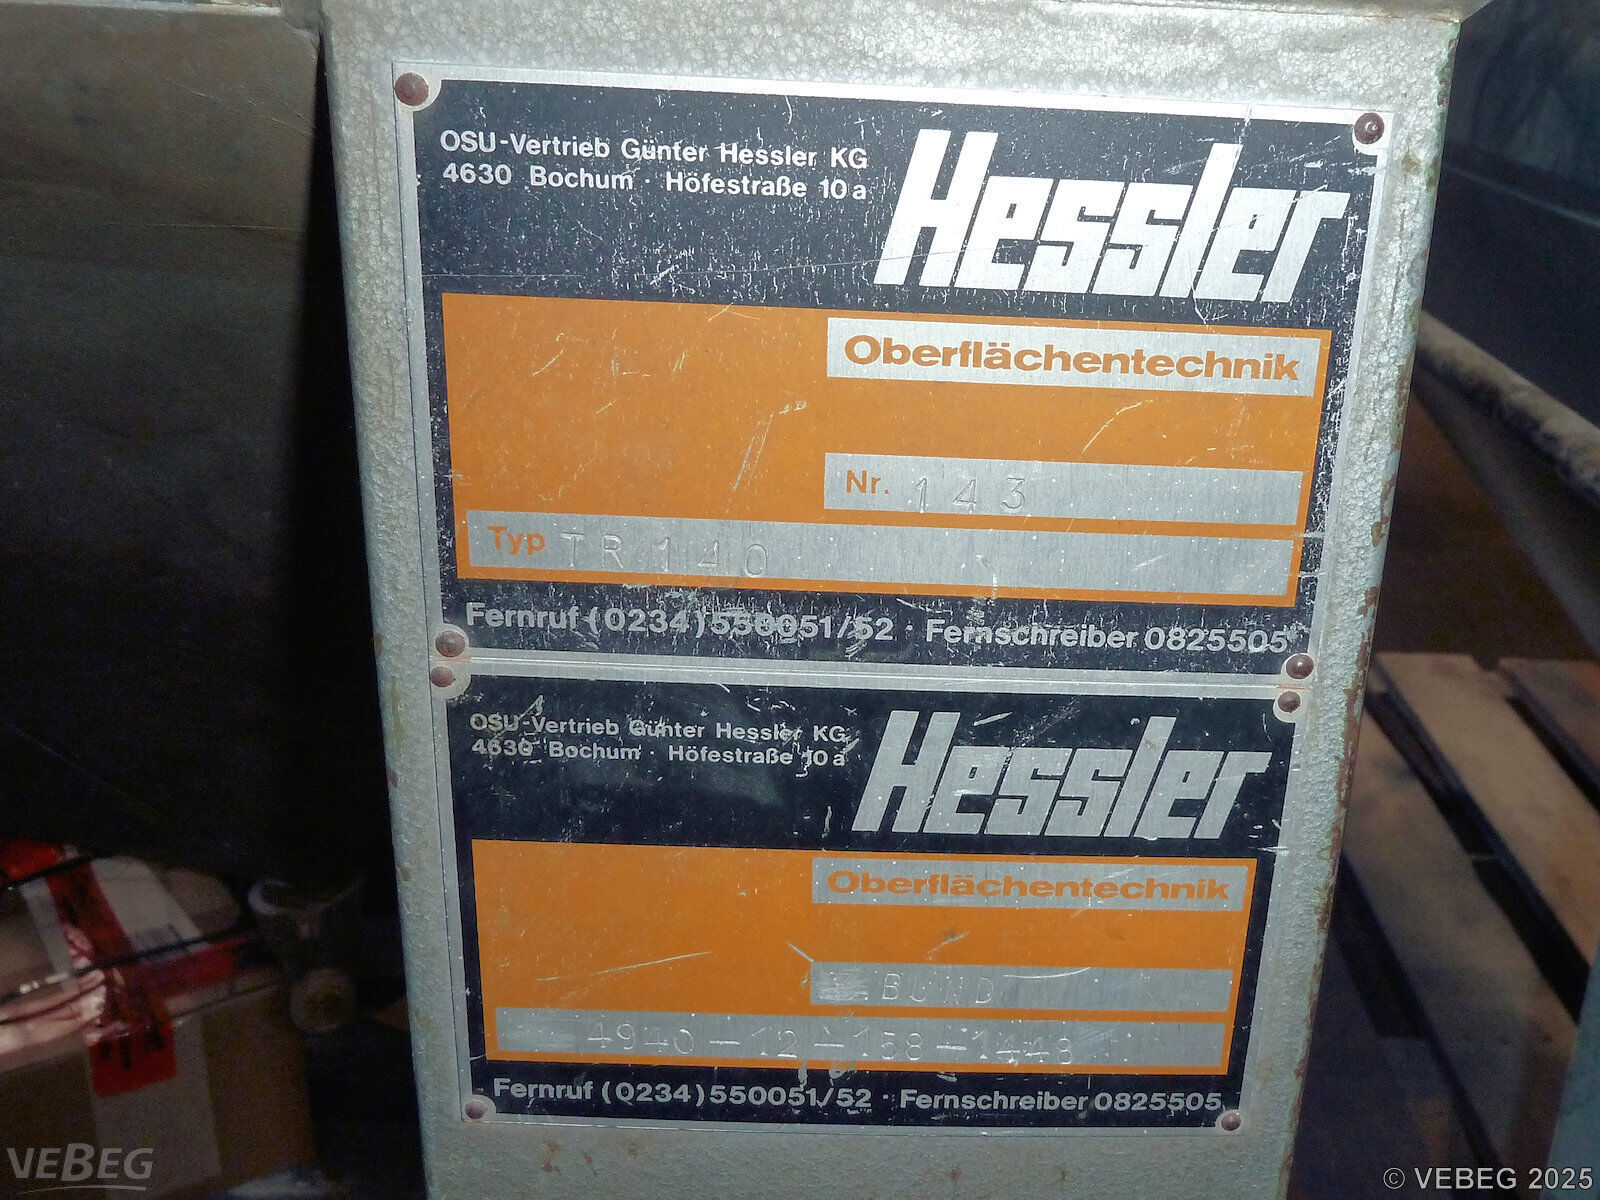 OSU-Vertrieb Günter Hessler KG
4630 Bochum · Höfestraße 10 a
Hessler
Oberflächentechnik
Nr. 143
Typ TR 140
Fernruf (0234) 550051/52 · Fernschreiber 0825505
OSU-Vertrieb Günter Hessler KG
4630 Bochum · Höfestraße 10 a
Hessler
Oberflächentechnik
BUND
4940-12-158-1448
Fernruf (0234) 550051/52 · Fernschreiber 0825505
VEBEG
© VEBEG 2025